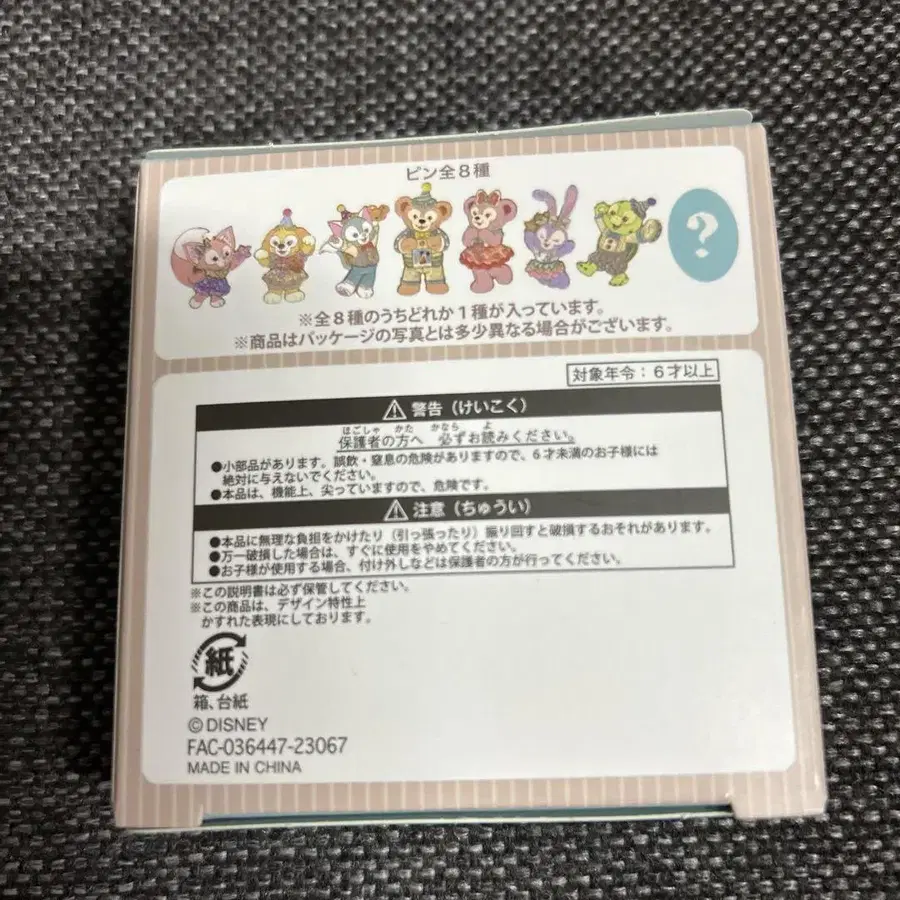 ピン全8種
?
※全8種のうちどれか1種が入っています。
※商品はパッケージの写真とは多少異なる場合がございます。
対象年令：6才以上
警告（けいこく）
ほごしゃ かた かなら よ
保護者の方へ 必ずお読みください。
●小部品があります。誤飲・窒息の危険がありますので、6才未満のお子様には
絶対に与えないでください。
●本品は、機能上、尖っていますので、危険です。
注意（ちゅうい）
●本品に無理な負担をかけたり（引っ張ったり）振り回すと破損するおそれがあります。
●万一破損した場合は、すぐに使用をやめてください。
●お子様が使用する場合、付け外しなどは保護者の方が行ってください。
※この説明書は必ず保管してください。
※この商品は、デザイン特性上
かすれた表現にしております。
紙
箱、台紙
© DISNEY
FAC-036447-23067
MADE IN CHINA